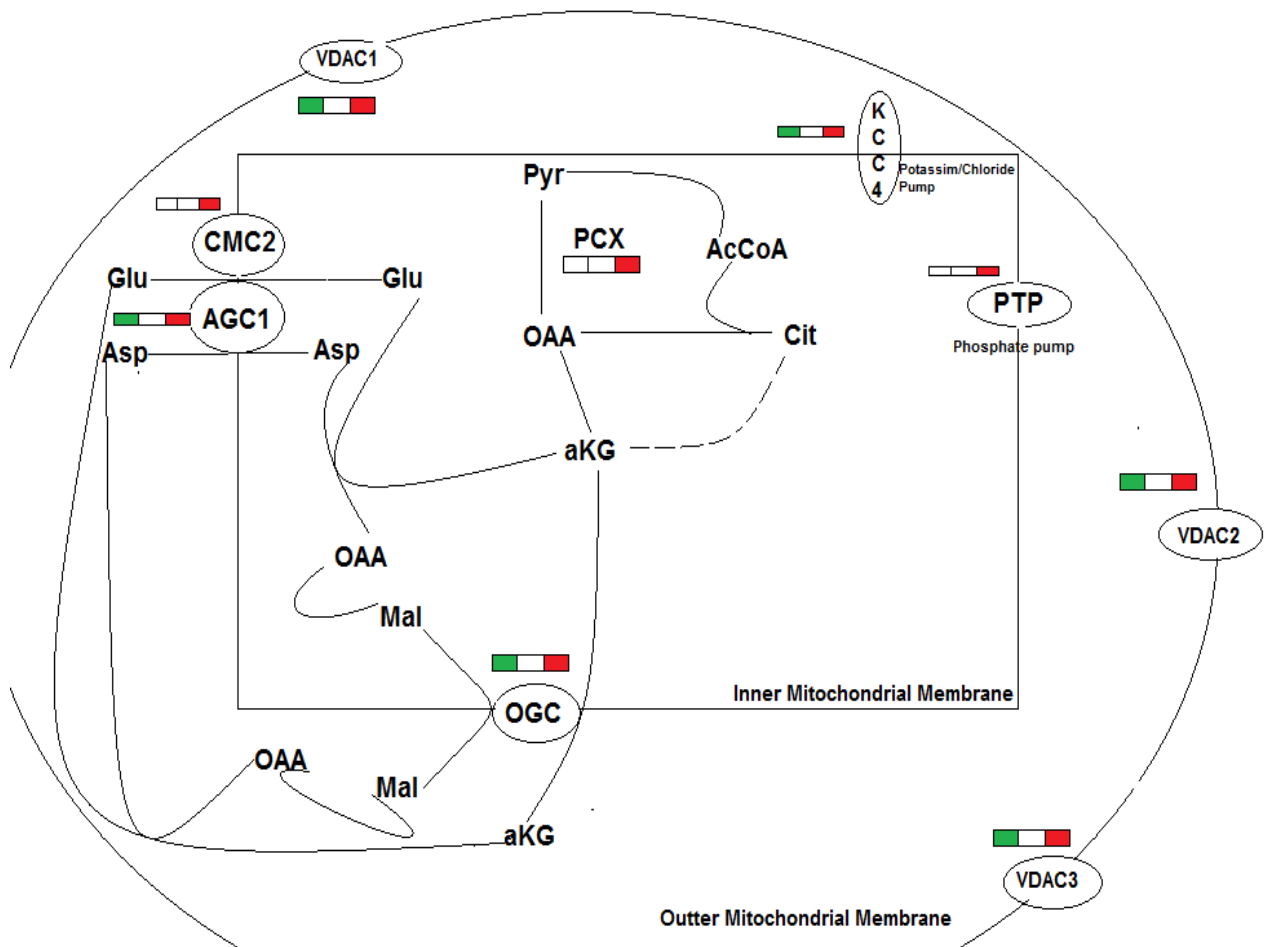 VDAC1
K
C
C
4
Potassim/Chloride
Pump
Pyr
CMC2
PCX
AcCoA
Glu
Glu
AGC1
PTP
OAA
Cit
Asp
Asp
Phosphate pump
aKG
VDAC2
OAA
Mal
Inner Mitochondrial Membrane
OGC
OAA
Mal
aKG
VDAC3
Outter Mitochondrial Membrane